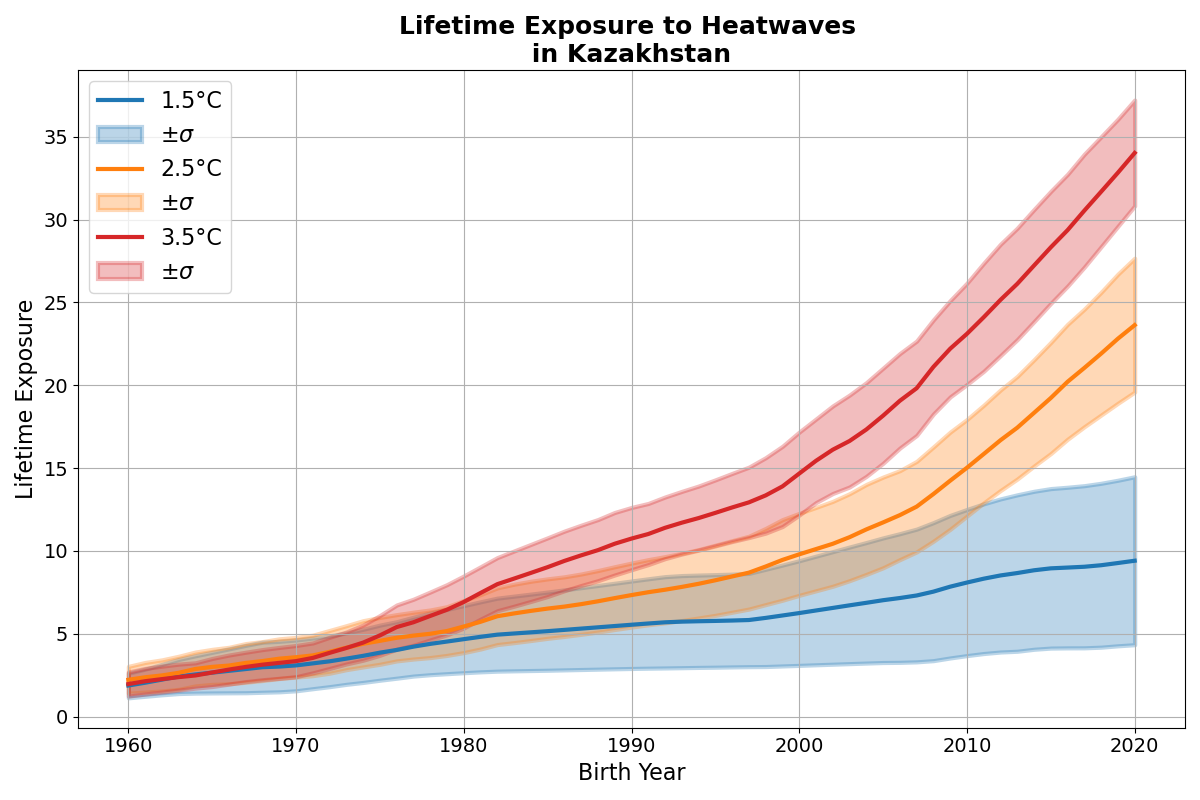 Lifetime Exposure to Heatwaves
in Kazakhstan
1.5°C
±σ
2.5°C
±σ
3.5°C
±σ
Lifetime Exposure
35
30
25
20
15
10
5
0
1960 1970 1980 1990 2000 2010 2020
Birth Year